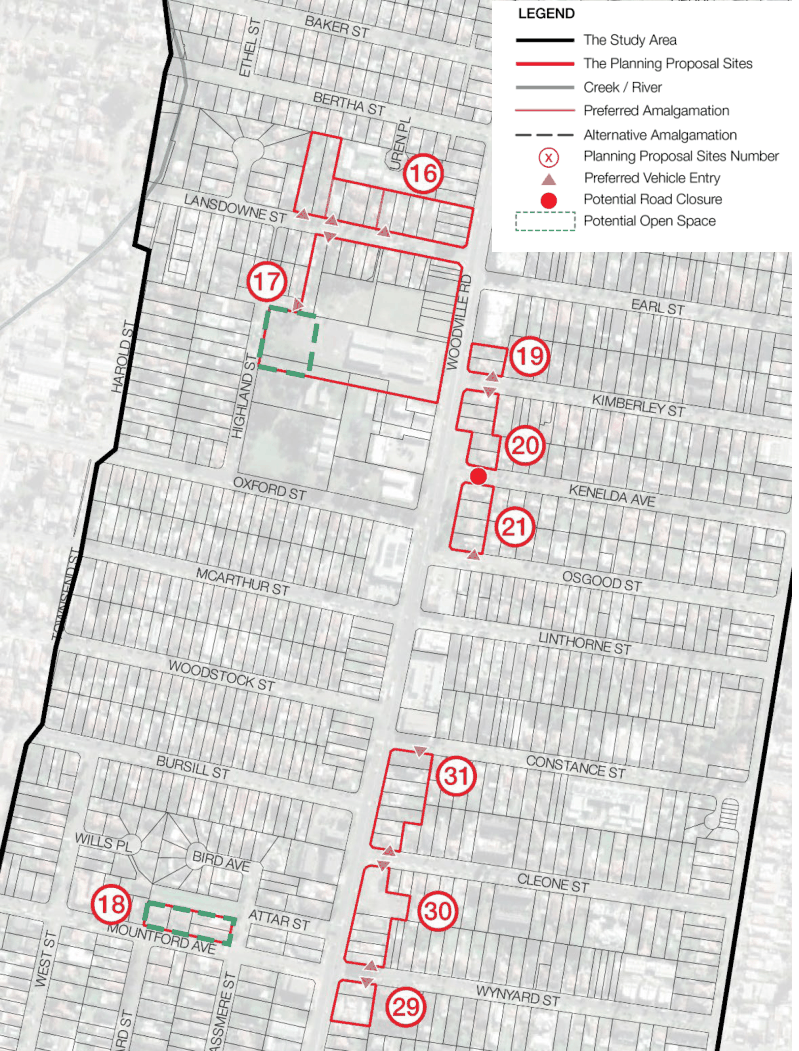 LEGEND
The Study Area
The Planning Proposal Sites
Creek / River
Preferred Amalgamation
Alternative Amalgamation
X Planning Proposal Sites Number
Preferred Vehicle Entry
Potential Road Closure
Potential Open Space
BAKER ST
ETHEL ST
BERTHA ST
UREN PL
16
LANSDOWNE ST
17
WOODVILLE RD
EARL ST
HAROLD ST
19
HIGHLAND ST
KIMBERLEY ST
20
OXFORD ST
KENELDA AVE
21
TOWNSEND ST
MCARTHUR ST
OSGOOD ST
LINTHORNE ST
WOODSTOCK ST
BURSILL ST
CONSTANCE ST
31
WILLS PL
BIRD AVE
CLEONE ST
18
30
ATTAR ST
MOUNTFORD AVE
WEST ST
WYNYARD ST
29
ARD ST
ASSMERE ST